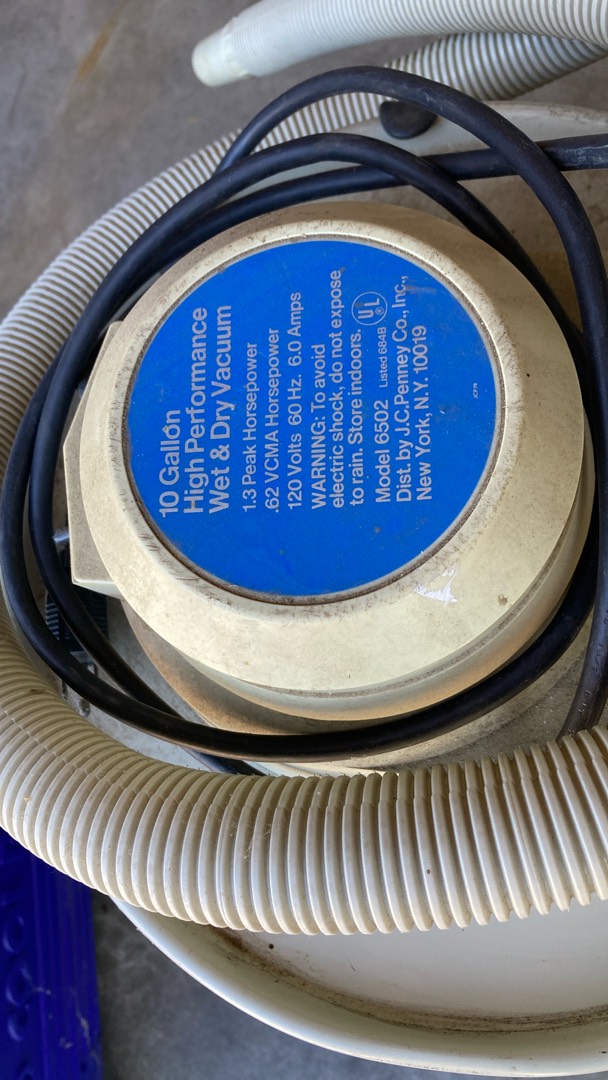 10 Gallon
High Performance
Wet & Dry Vacuum
1.3 Peak Horsepower
.62 VCMA Horsepower
120 Volts 60 Hz. 6.0 Amps
WARNING: To avoid
electric shock, do not expose
to rain. Store indoors.
UL
®
Model 6502 Listed 684B
Dist. by J.C.Penney Co., Inc.,
New York, N.Y. 10019